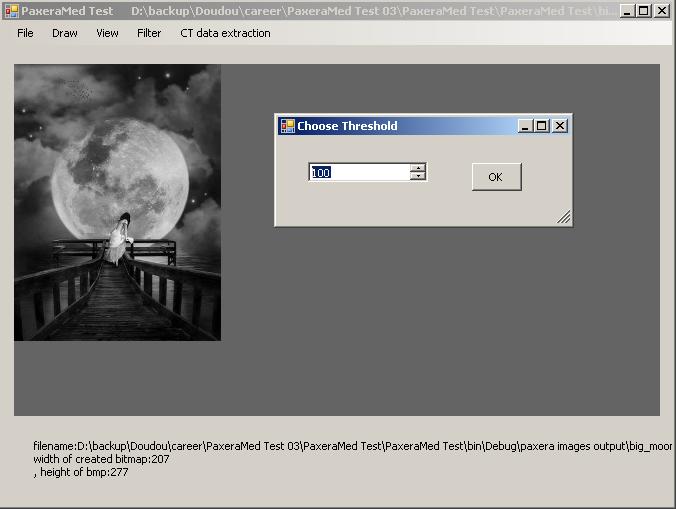 PaxeraMed Test D:\backup\Doudou\career\PaxeraMed Test 03\PaxeraMed Test\PaxeraMed Test\bi...
File Draw View Filter CT data extraction
Choose Threshold
100
OK
filename:D:\backup\Doudou\career\PaxeraMed Test 03\PaxeraMed Test\PaxeraMed Test\bin\Debug\paxera images output\big_moon
width of created bitmap:207
, height of bmp:277